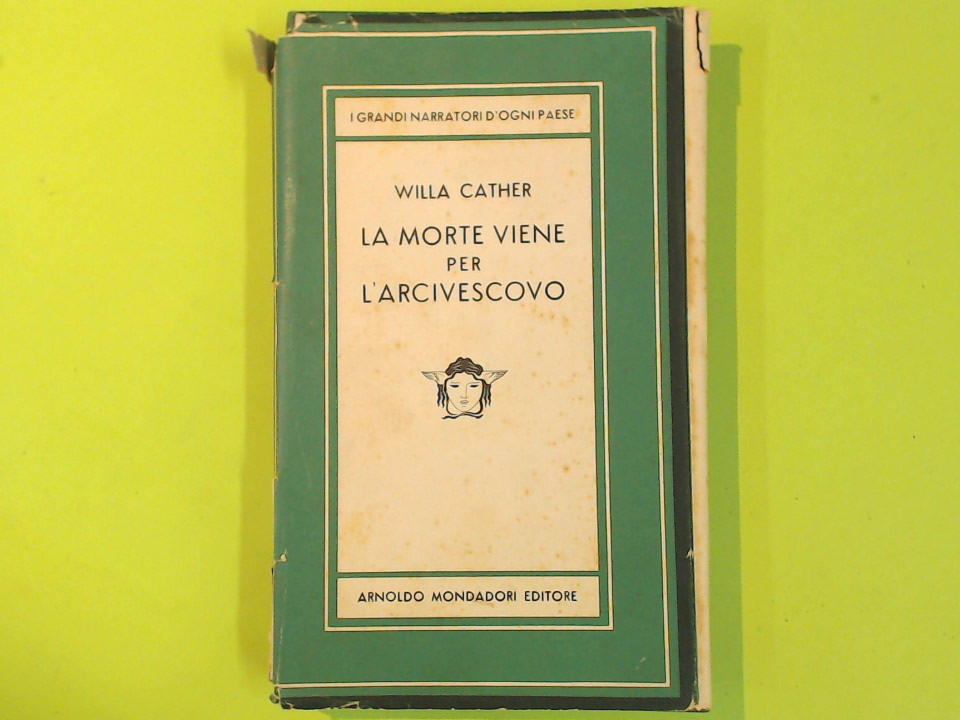 I GRANDI NARRATORI D'OGNI PAESE
WILLA CATHER
LA MORTE VIENE
PER
L'ARCIVESCOVO
ARNOLDO MONDADORI EDITORE